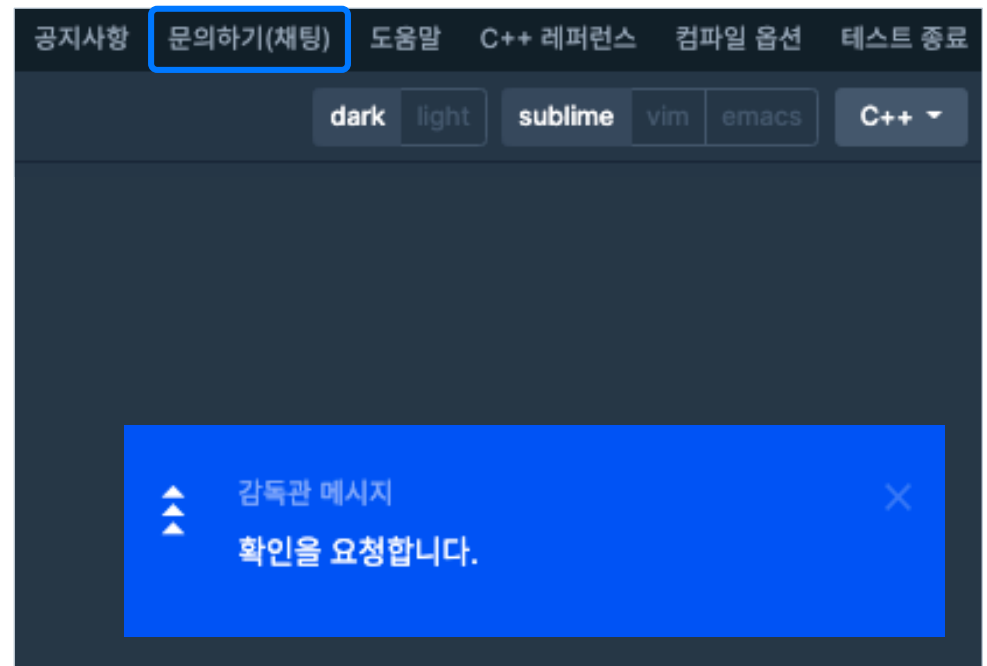 공지사항 문의하기(채팅) 도움말 C++ 레퍼런스 컴파일 옵션 테스트 종료
dark light sublime vim emacs C++
감독관 메시지
확인을 요청합니다.